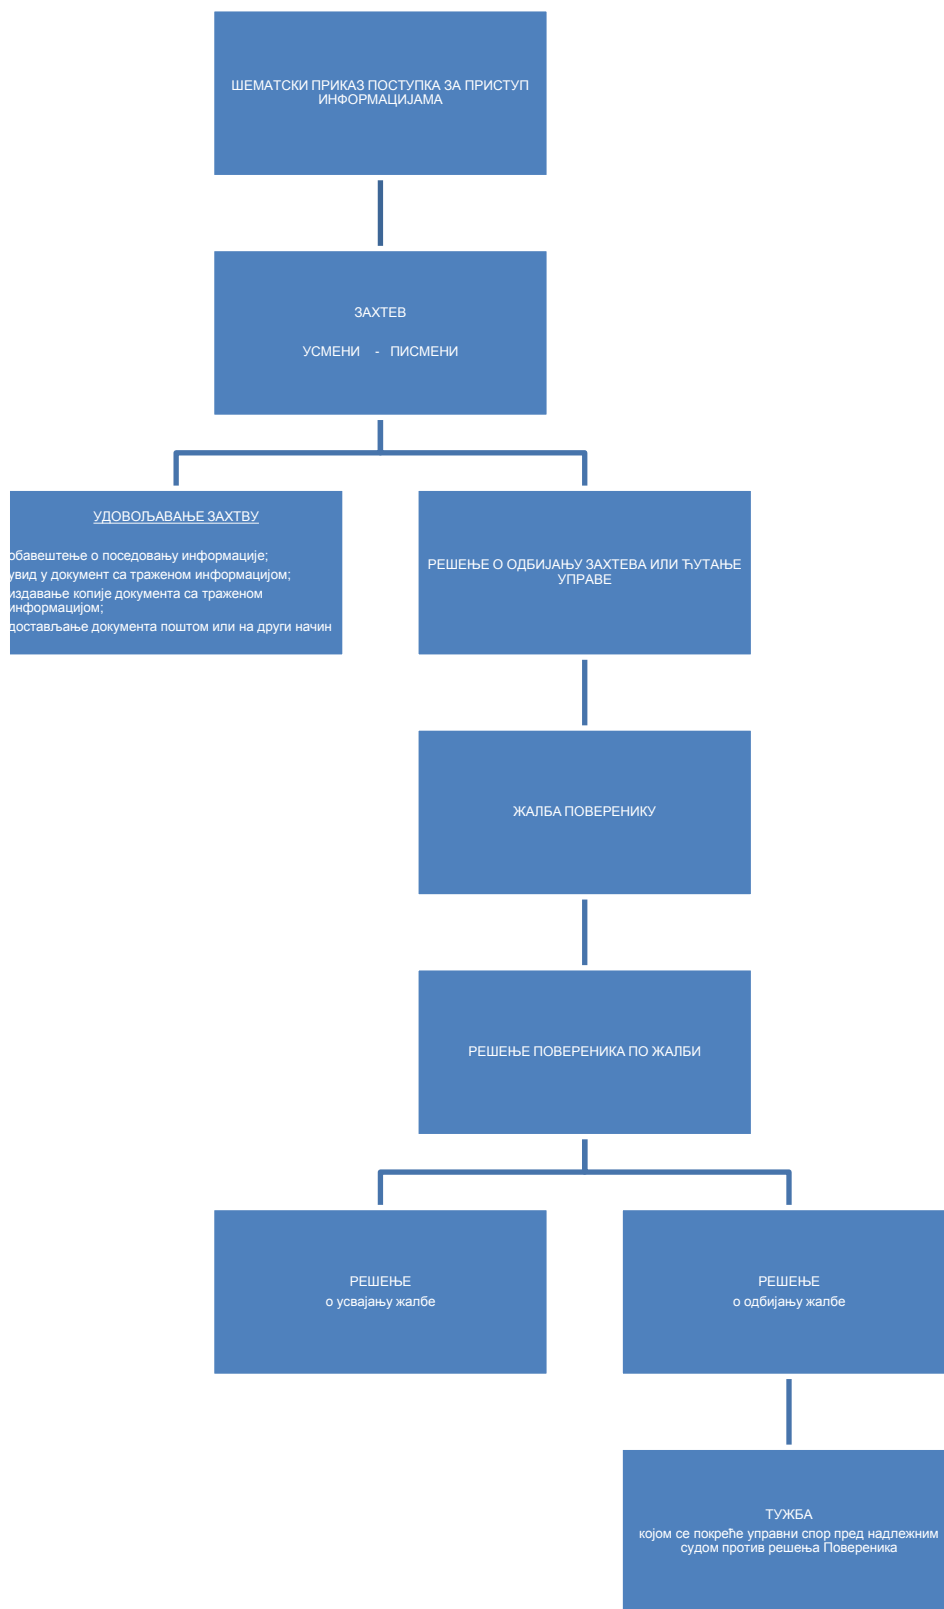 ШЕМАТСКИ ПРИКАЗ ПОСТУПКА ЗА ПРИСТУП
ИНФОРМАЦИЈАМА
ЗАХТЕВ
УСМЕНИ - ПИСМЕНИ
УДОВОЉАВАЊЕ ЗАХТВУ
обавештење о поседовању информације;
увид у документ са траженом информацијом;
издавање копије документа са траженом
информацијом;
достављање документа поштом или на други начин
РЕШЕЊЕ О ОДБИЈАЊУ ЗАХТЕВА ИЛИ ЋУТАЊЕ
УПРАВЕ
ЖАЛБА ПОВЕРЕНИКУ
РЕШЕЊЕ ПОВЕРЕНИКА ПО ЖАЛБИ
РЕШЕЊЕ
о усвајању жалбе
РЕШЕЊЕ
о одбијању жалбе
ТУЖБА
којом се покреће управни спор пред надлежним
судом против решења Повереника